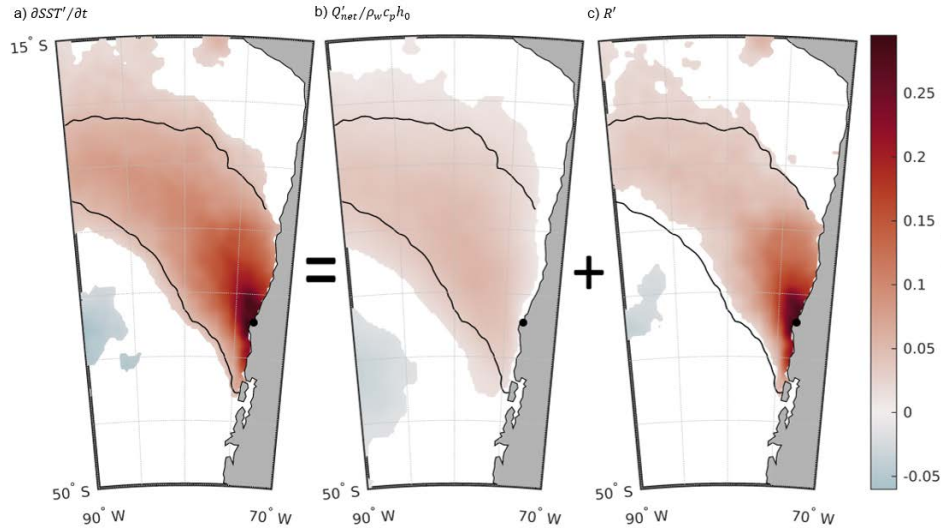 a) ∂SST′/∂t
b) Q′net/ρwcph0
c) R′
15° S
50° S
90° W
70° W
=
90° W
70° W
+
90° W
70° W
0.25
0.2
0.15
0.1
0.05
0
-0.05